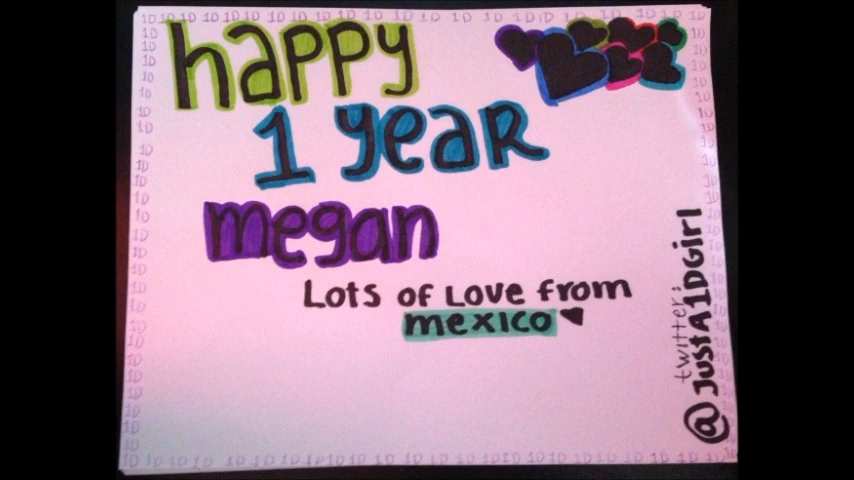 happy
1 year
megan
Lots of Love from
mexico
twitter:
@JustA1DGirl